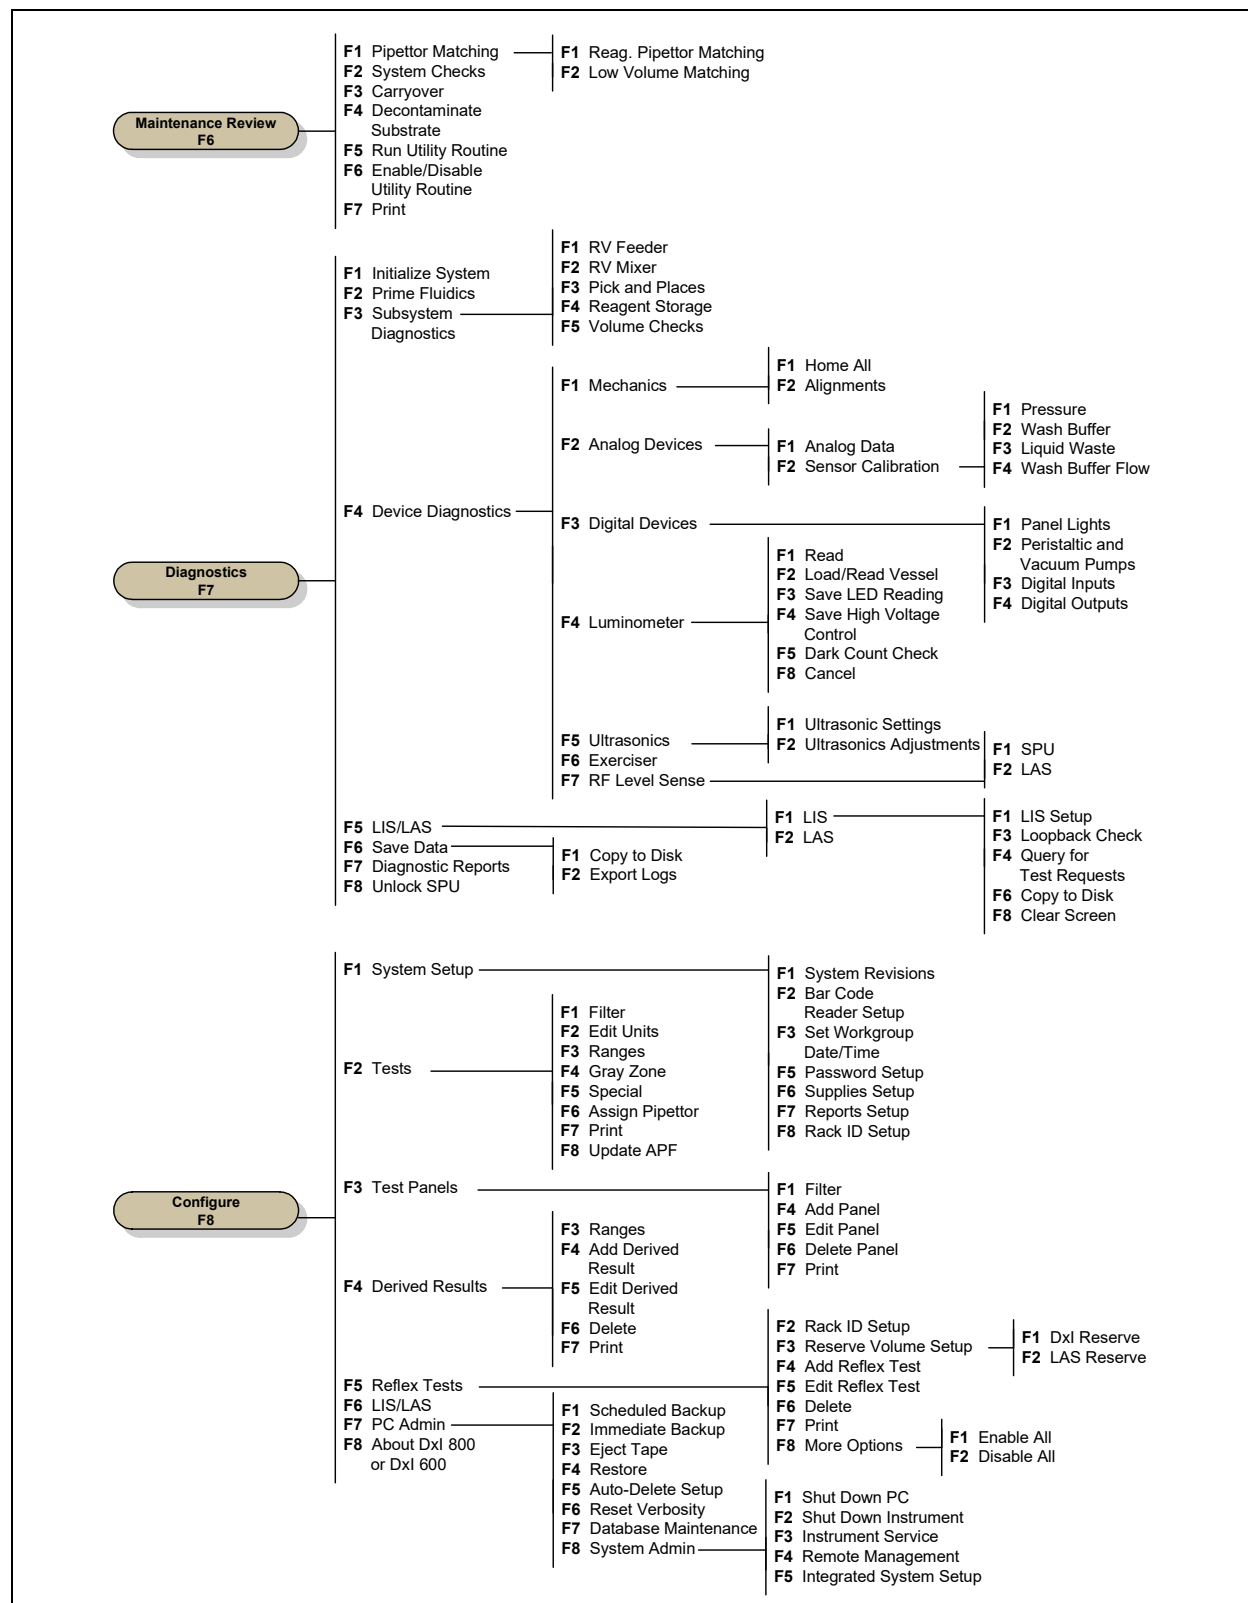 Maintenance Review
F6
F1 Pipettor Matching
F2 System Checks
F3 Carryover
F4 Decontaminate
Substrate
F5 Run Utility Routine
F6 Enable/Disable
Utility Routine
F7 Print
F1 Reag. Pipettor Matching
F2 Low Volume Matching
Diagnostics
F7
F1 Initialize System
F2 Prime Fluidics
F3 Subsystem
Diagnostics
F1 RV Feeder
F2 RV Mixer
F3 Pick and Places
F4 Reagent Storage
F5 Volume Checks
F4 Device Diagnostics
F1 Mechanics
F1 Home All
F2 Alignments
F2 Analog Devices
F1 Analog Data
F2 Sensor Calibration
F1 Pressure
F2 Wash Buffer
F3 Liquid Waste
F4 Wash Buffer Flow
F3 Digital Devices
F1 Panel Lights
F2 Peristaltic and
Vacuum Pumps
F3 Digital Inputs
F4 Digital Outputs
F4 Luminometer
F1 Read
F2 Load/Read Vessel
F3 Save LED Reading
F4 Save High Voltage
Control
F5 Dark Count Check
F8 Cancel
F5 Ultrasonics
F1 Ultrasonic Settings
F2 Ultrasonics Adjustments
F6 Exerciser
F7 RF Level Sense
F1 SPU
F2 LAS
F5 LIS/LAS
F1 LIS
F2 LAS
F1 LIS Setup
F3 Loopback Check
F4 Query for
Test Requests
F6 Copy to Disk
F8 Clear Screen
F6 Save Data
F1 Copy to Disk
F2 Export Logs
F7 Diagnostic Reports
F8 Unlock SPU
Configure
F8
F1 System Setup
F1 System Revisions
F2 Bar Code
Reader Setup
F3 Set Workgroup
Date/Time
F5 Password Setup
F6 Supplies Setup
F7 Reports Setup
F8 Rack ID Setup
F2 Tests
F1 Filter
F2 Edit Units
F3 Ranges
F4 Gray Zone
F5 Special
F6 Assign Pipettor
F7 Print
F8 Update APF
F3 Test Panels
F1 Filter
F4 Add Panel
F5 Edit Panel
F6 Delete Panel
F7 Print
F4 Derived Results
F3 Ranges
F4 Add Derived
Result
F5 Edit Derived
Result
F6 Delete
F7 Print
F5 Reflex Tests
F2 Rack ID Setup
F3 Reserve Volume Setup
F4 Add Reflex Test
F5 Edit Reflex Test
F6 Delete
F7 Print
F8 More Options
F1 DxI Reserve
F2 LAS Reserve
F1 Enable All
F2 Disable All
F6 LIS/LAS
F7 PC Admin
F8 About DxI 800
or DxI 600
F1 Scheduled Backup
F2 Immediate Backup
F3 Eject Tape
F4 Restore
F5 Auto-Delete Setup
F6 Reset Verbosity
F7 Database Maintenance
F8 System Admin
F1 Shut Down PC
F2 Shut Down Instrument
F3 Instrument Service
F4 Remote Management
F5 Integrated System Setup